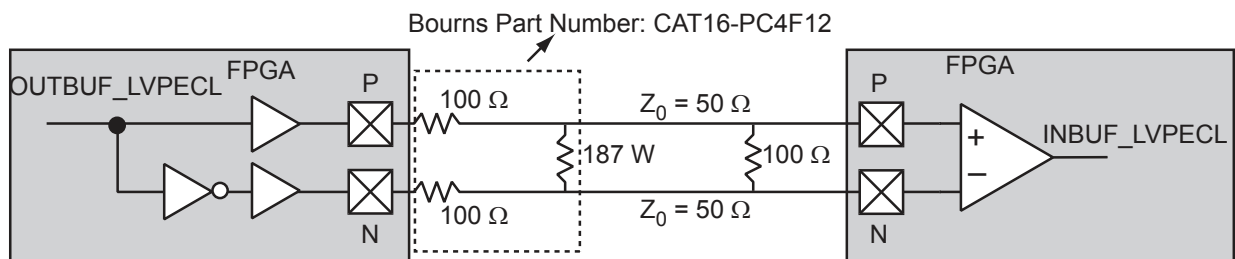 Bourns Part Number: CAT16-PC4F12
OUTBUF_LVPECL
FPGA
P
100 Ω
Z0 = 50 Ω
187 W
100 Ω
100 Ω
N
Z0 = 50 Ω
FPGA
P
+
−
INBUF_LVPECL
N